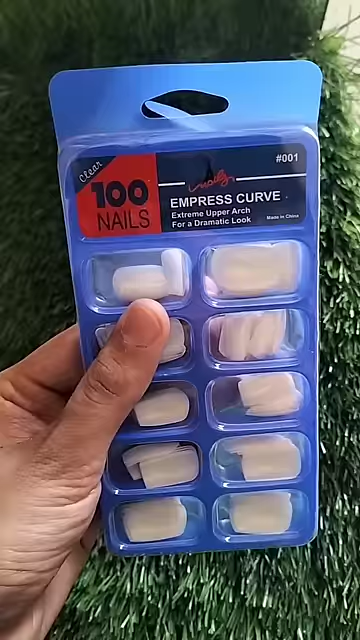 Clear
100
NAILS
#001
EMPRESS CURVE
Extreme Upper Arch
For a Dramatic Look
Made in China